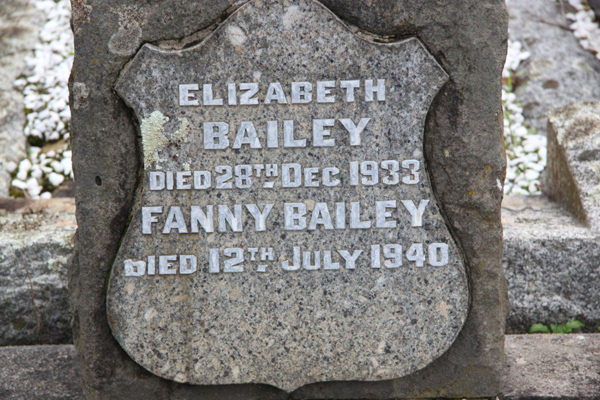 ELIZABETH
BAILEY
DIED 28TH DEC 1933
FANNY BAILEY
DIED 12TH JULY 1940